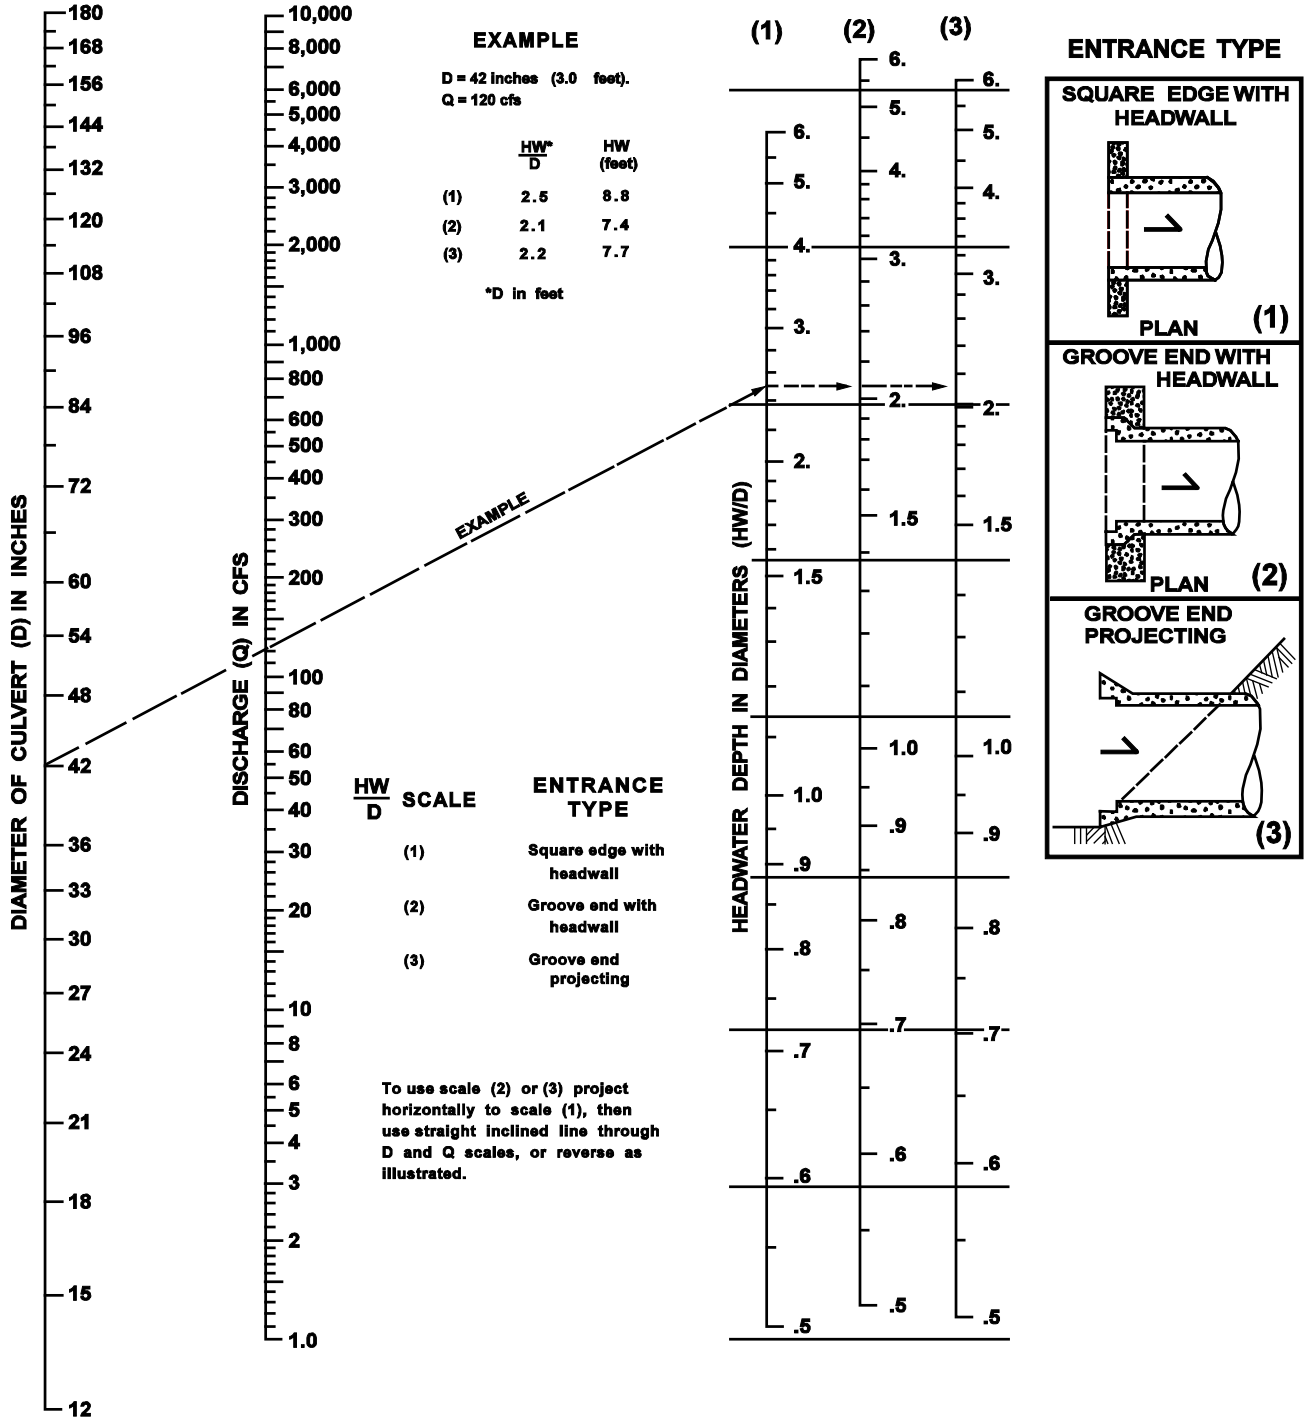 DIAMETER OF CULVERT (D) IN INCHES
180
168
156
144
132
120
108
96
84
72
60
54
48
42
36
33
30
27
24
21
18
15
12
DISCHARGE (Q) IN CFS
10,000
8,000
6,000
5,000
4,000
3,000
2,000
1,000
800
600
500
400
300
200
100
80
60
50
40
30
20
10
8
6
5
4
3
2
1.0
EXAMPLE
D = 42 inches (3.0 feet).
Q = 120 cfs
HW* HW
D (feet)
(1) 2.5 8.8
(2) 2.1 7.4
(3) 2.2 7.7
*D in feet
EXAMPLE
HW
D
SCALE
ENTRANCE
TYPE
(1) Square edge with
headwall
(2) Groove end with
headwall
(3) Groove end
projecting
To use scale (2) or (3) project
horizontally to scale (1), then
use straight inclined line through
D and Q scales, or reverse as
illustrated.
HEADWATER DEPTH IN DIAMETERS (HW/D)
(1)
6.
5.
4.
3.
2.
1.5
1.0
.9
.8
.7
.6
.5
(2)
6.
5.
4.
3.
2.
1.5
1.0
.9
.8
.7
.6
.5
(3)
6.
5.
4.
3.
2.
1.5
1.0
.9
.8
.7
.6
.5
ENTRANCE TYPE
SQUARE EDGE WITH
HEADWALL
PLAN
(1)
GROOVE END WITH
HEADWALL
PLAN
(2)
GROOVE END
PROJECTING
(3)